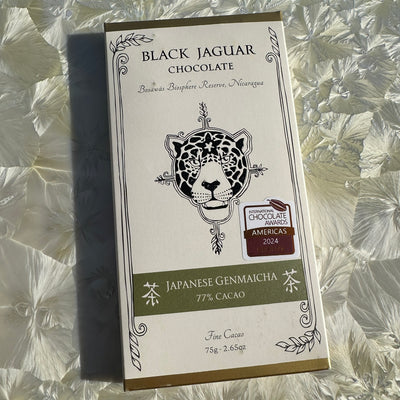 BLACK JAGUAR
CHOCOLATE
Bosawás Biosphere Reserve, Nicaragua
INTERNATIONAL
CHOCOLATE
AWARDS
AMERICAS
2024
茶 JAPANESE GENMAICHA 茶
77% CACAO
Fine Cacao
75g - 2.65oz